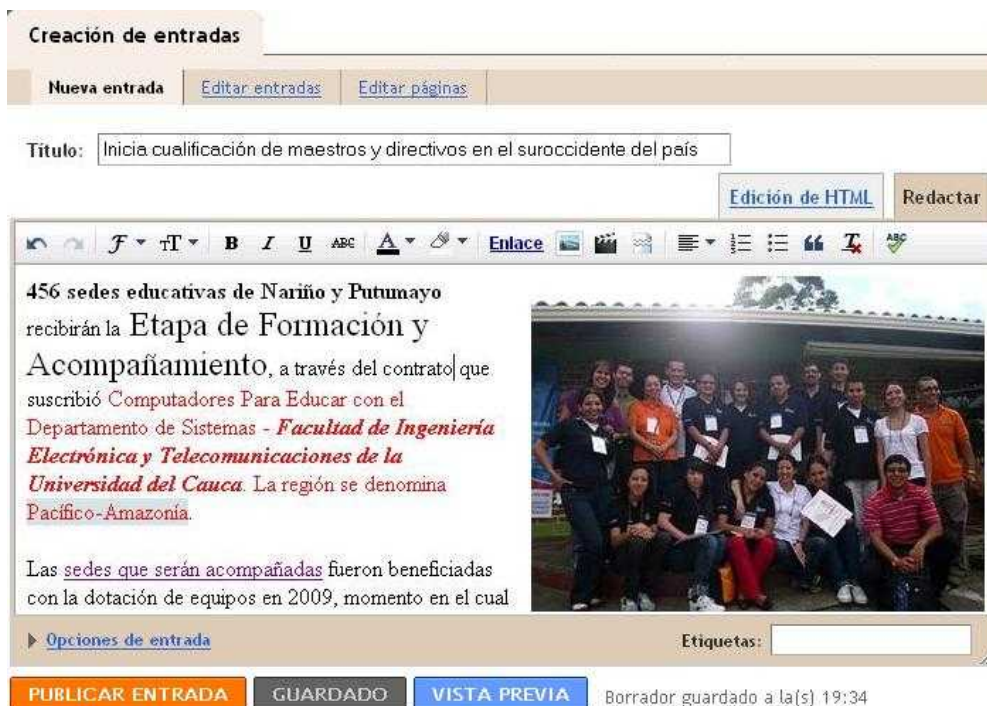 Creación de entradas
Nueva entrada Editar entradas Editar páginas
Título: Inicia cualificación de maestros y directivos en el suroccidente del país
Edición de HTML Redactar
F T B I U ABC A Enlace ABC
456 sedes educativas de Nariño y Putumayo
recibirán la Etapa de Formación y
Acompañamiento, a través del contrato que
suscribió Computadores Para Educar con el
Departamento de Sistemas - Facultad de Ingeniería
Electrónica y Telecomunicaciones de la
Universidad del Cauca. La región se denomina
Pacífico-Amazonía.
Las sedes que serán acompañadas fueron beneficiadas
con la dotación de equipos en 2009, momento en el cual
Opciones de entrada Etiquetas:
PUBLICAR ENTRADA GUARDADO VISTA PREVIA Borrador guardado a la(s) 19:34